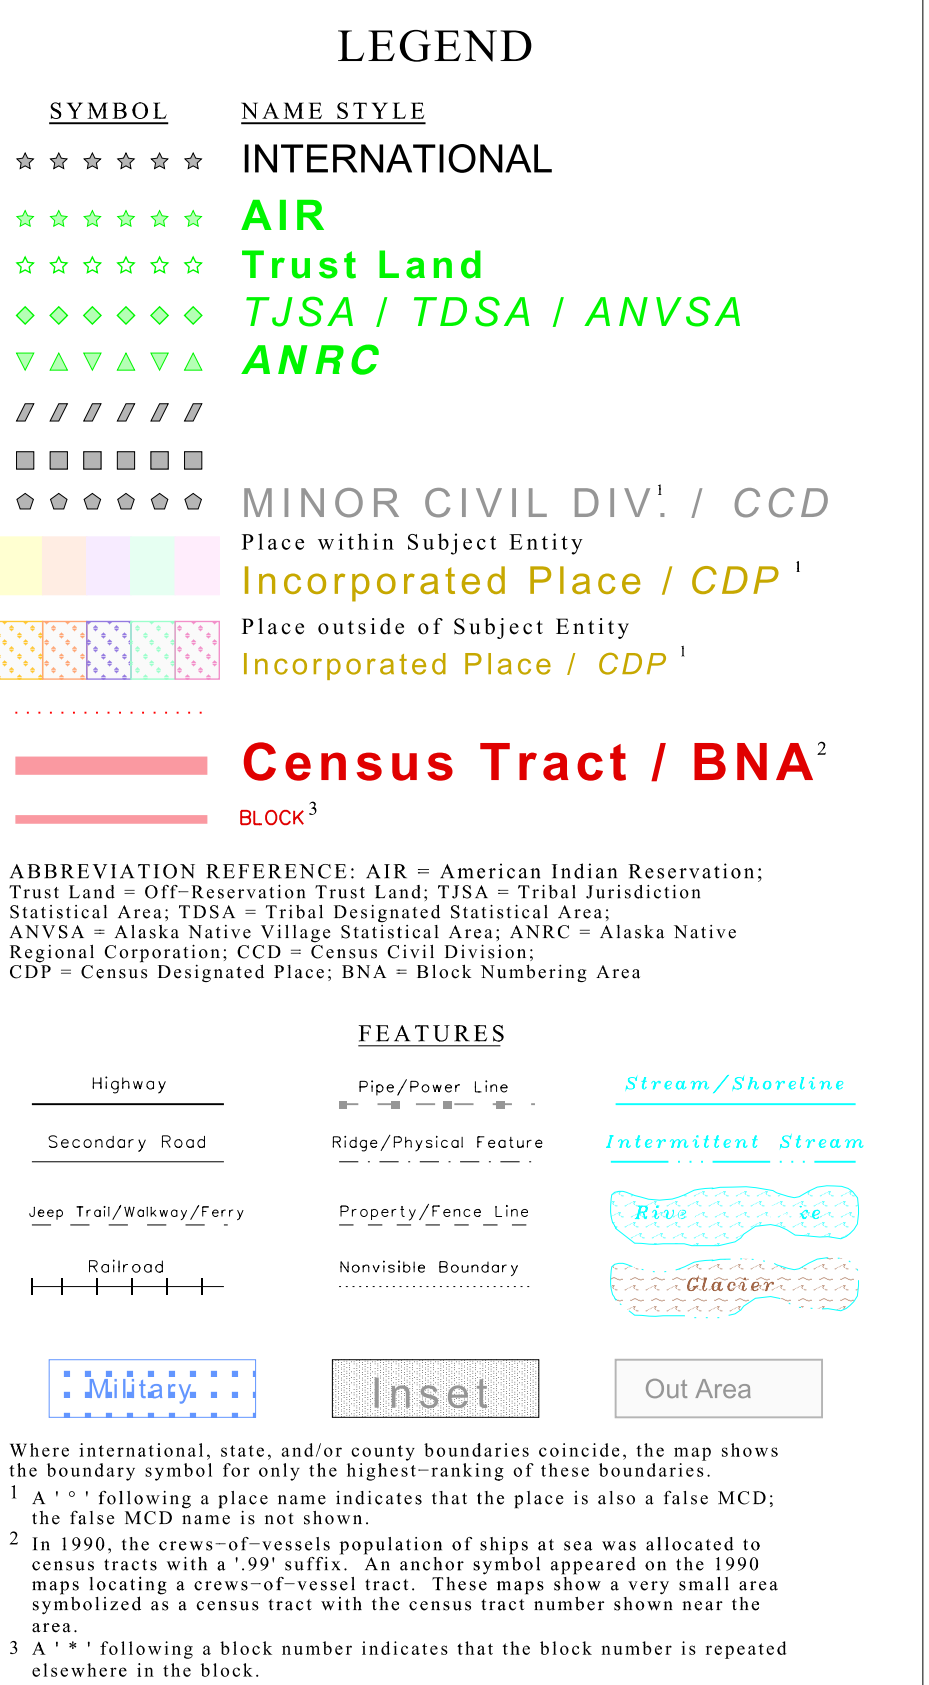 LEGEND
SYMBOL NAME STYLE
INTERNATIONAL
AIR
Trust Land
TJSA / TDSA / ANVSA
ANRC
MINOR CIVIL DIV.¹ / CCD
Place within Subject Entity
Incorporated Place / CDP ¹
Place outside of Subject Entity
Incorporated Place / CDP ¹
Census Tract / BNA²
BLOCK³
ABBREVIATION REFERENCE: AIR = American Indian Reservation;
Trust Land = Off−Reservation Trust Land; TJSA = Tribal Jurisdiction
Statistical Area; TDSA = Tribal Designated Statistical Area;
ANVSA = Alaska Native Village Statistical Area; ANRC = Alaska Native
Regional Corporation; CCD = Census Civil Division;
CDP = Census Designated Place; BNA = Block Numbering Area
FEATURES
Highway Pipe/Power Line Stream/Shoreline
Secondary Road Ridge/Physical Feature Intermittent Stream
Jeep Trail/Walkway/Ferry Property/Fence Line Rive ce
Railroad Nonvisible Boundary Glacier
Military Inset Out Area
Where international, state, and/or county boundaries coincide, the map shows
the boundary symbol for only the highest−ranking of these boundaries.
1 A ' ° ' following a place name indicates that the place is also a false MCD;
the false MCD name is not shown.
2 In 1990, the crews−of−vessels population of ships at sea was allocated to
census tracts with a '.99' suffix. An anchor symbol appeared on the 1990
maps locating a crews−of−vessel tract. These maps show a very small area
symbolized as a census tract with the census tract number shown near the
area.
3 A ' * ' following a block number indicates that the block number is repeated
elsewhere in the block.